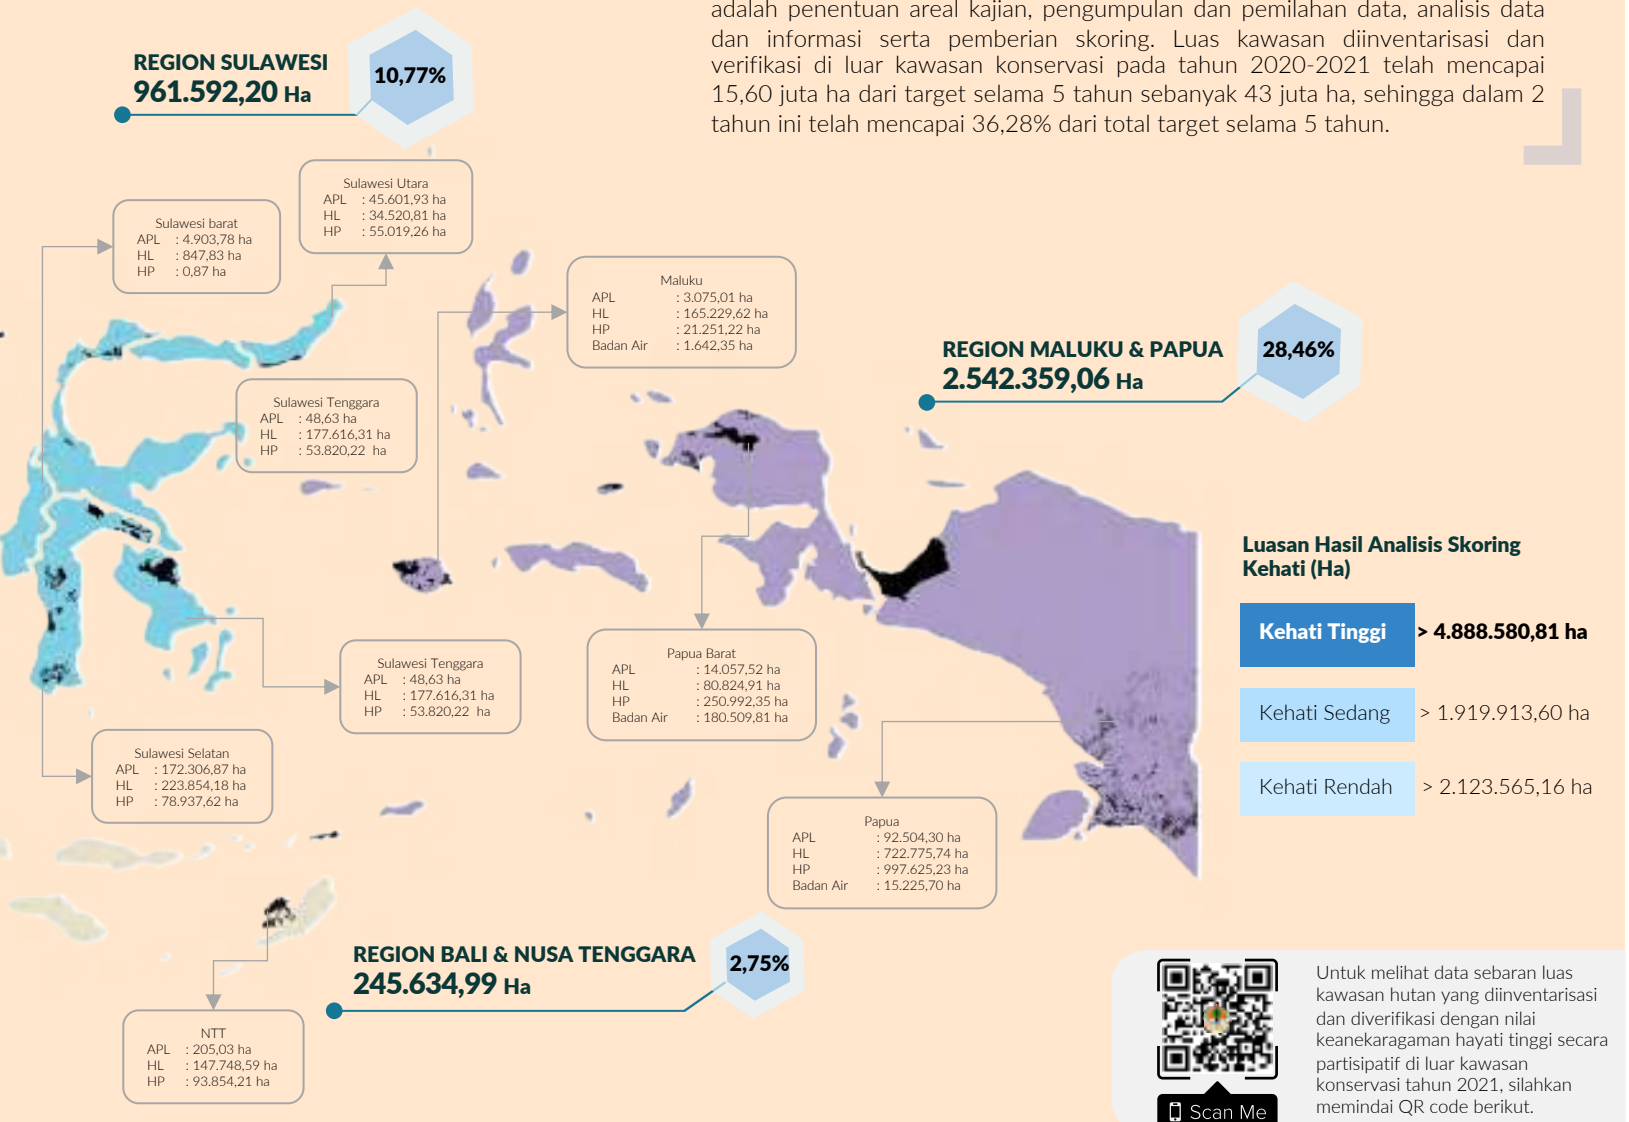 adalah penentuan areal kajian, pengumpulan dan pemilahan data, analisis data
dan informasi serta pemberian skoring. Luas kawasan diinventarisasi dan
verifikasi di luar kawasan konservasi pada tahun 2020-2021 telah mencapai
15,60 juta ha dari target selama 5 tahun sebanyak 43 juta ha, sehingga dalam 2
tahun ini telah mencapai 36,28% dari total target selama 5 tahun.
REGION SULAWESI
961.592,20 Ha
10,77%
Sulawesi Utara
APL : 45.601,93 ha
HL : 34.520,81 ha
HP : 55.019,26 ha
Sulawesi barat
APL : 4.903,78 ha
HL : 847,83 ha
HP : 0,87 ha
Maluku
APL : 3.075,01 ha
HL : 165.229,62 ha
HP : 21.251,22 ha
Badan Air : 1.642,35 ha
REGION MALUKU & PAPUA
2.542.359,06 Ha
28,46%
Sulawesi Tenggara
APL : 48,63 ha
HL : 177.616,31 ha
HP : 53.820,22 ha
Luasan Hasil Analisis Skoring
Kehati (Ha)
Kehati Tinggi > 4.888.580,81 ha
Kehati Sedang > 1.919.913,60 ha
Kehati Rendah > 2.123.565,16 ha
Sulawesi Tenggara
APL : 48,63 ha
HL : 177.616,31 ha
HP : 53.820,22 ha
Papua Barat
APL : 14.057,52 ha
HL : 80.824,91 ha
HP : 250.992,35 ha
Badan Air : 180.509,81 ha
Sulawesi Selatan
APL : 172.306,87 ha
HL : 223.854,18 ha
HP : 78.937,62 ha
Papua
APL : 92.504,30 ha
HL : 722.775,74 ha
HP : 997.625,23 ha
Badan Air : 15.225,70 ha
REGION BALI & NUSA TENGGARA
245.634,99 Ha
2,75%
NTT
APL : 205,03 ha
HL : 147.748,59 ha
HP : 93.854,21 ha
Scan Me
Untuk melihat data sebaran luas
kawasan hutan yang diinventarisasi
dan diverifikasi dengan nilai
keanekaragaman hayati tinggi secara
partisipatif di luar kawasan
konservasi tahun 2021, silahkan
memindai QR code berikut.